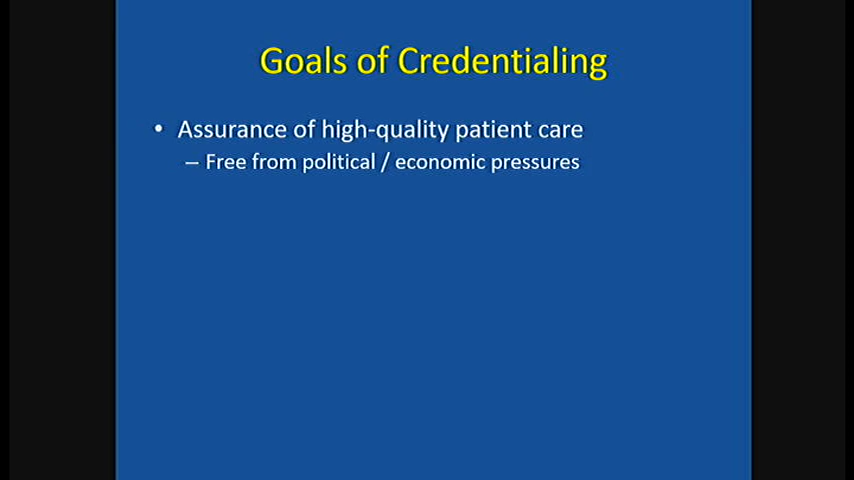 Goals of Credentialing
• Assurance of high-quality patient care
– Free from political / economic pressures